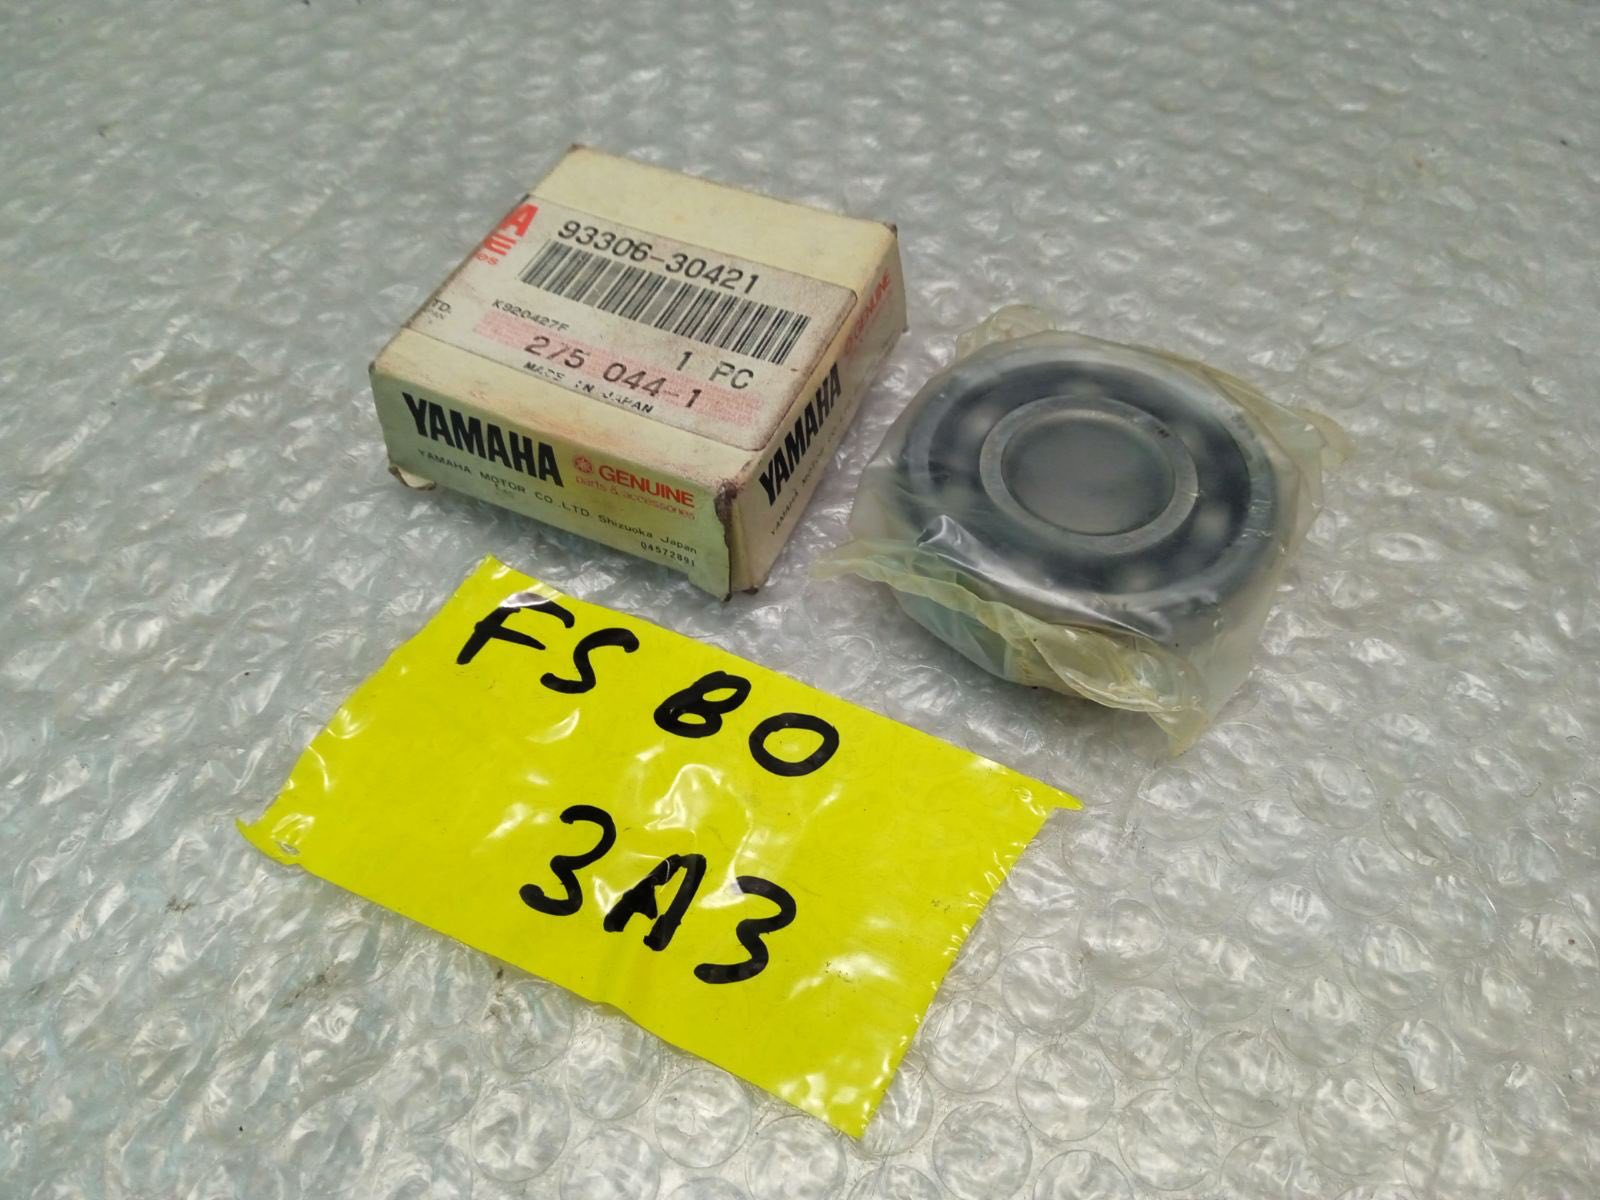 93306-30421
K920427F
1 PC
2/5 044-1
MADE IN JAPAN
YAMAHA GENUINE
parts & accessories
YAMAHA MOTOR CO.,LTD. Shizuoka Japan
04572891
YAMAHA GENUINE
FS 80
3A3